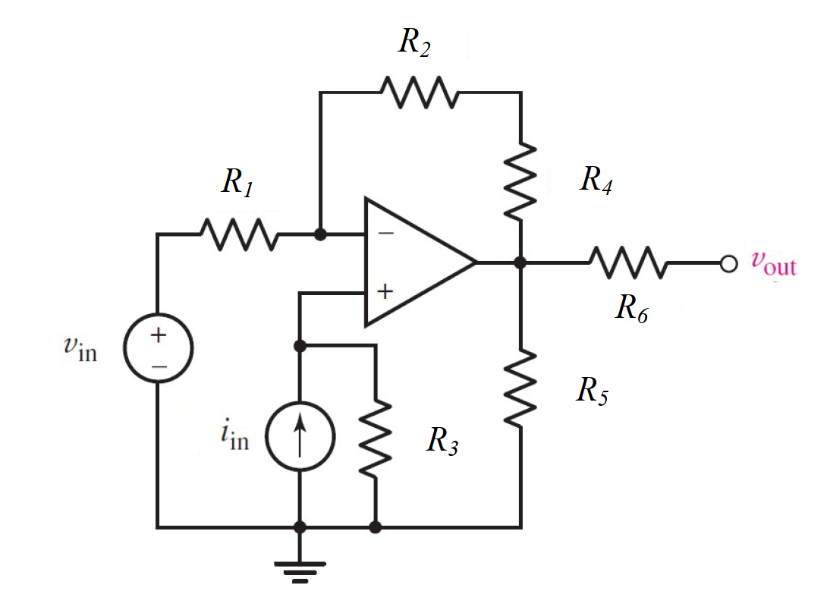 R2
R1
R4
−
vout
+
R6
+
vin
−
R5
iin
R3